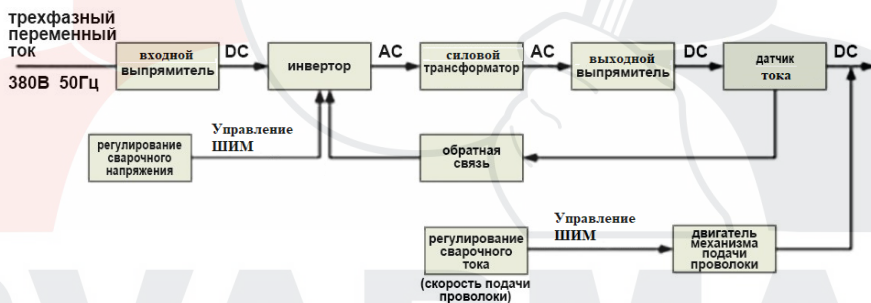 трехфазный
переменный
ток
380В 50Гц
входной
выпрямитель
DC
инвертор
AC
силовой
трансформатор
AC
выходной
выпрямитель
DC
датчик
тока
DC
регулирование
сварочного
напряжения
Управление
ШИМ
обратная
связь
регулирование
сварочного
тока
(скорость подачи
проволоки)
Управление
ШИМ
двигатель
механизма
подачи
проволоки